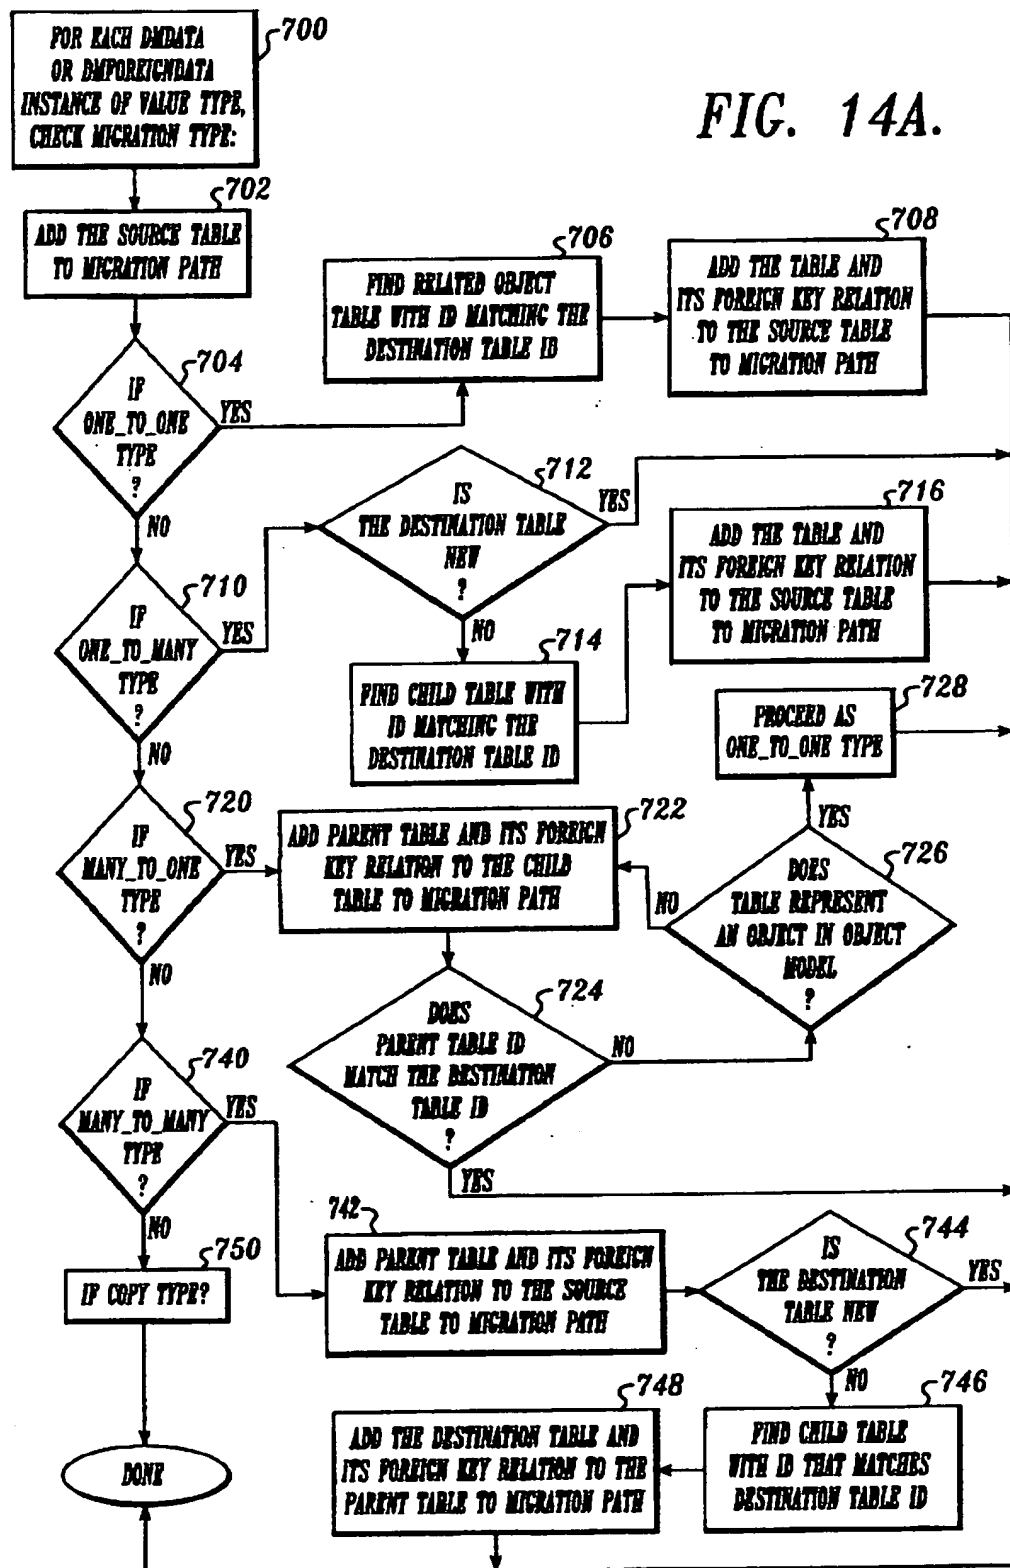 FIG. 14A.
700
FOR EACH DMDATA
OR DMFOREIGNDATA
INSTANCE OF VALUE TYPE,
CHECK MIGRATION TYPE:
702
ADD THE SOURCE TABLE
TO MIGRATION PATH
704
IF
ONE_TO_ONE
TYPE
?
YES
NO
706
FIND RELATED OBJECT
TABLE WITH ID MATCHING THE
DESTINATION TABLE ID
708
ADD THE TABLE AND
ITS FOREIGN KEY RELATION
TO THE SOURCE TABLE
TO MIGRATION PATH
710
IF
ONE_TO_MANY
TYPE
?
YES
NO
712
IS
THE DESTINATION TABLE
NEW
?
YES
NO
714
FIND CHILD TABLE WITH
ID MATCHING THE
DESTINATION TABLE ID
716
ADD THE TABLE AND
ITS FOREIGN KEY RELATION
TO THE SOURCE TABLE
TO MIGRATION PATH
720
IF
MANY_TO_ONE
TYPE
?
YES
NO
722
ADD PARENT TABLE AND ITS FOREIGN
KEY RELATION TO THE CHILD
TABLE TO MIGRATION PATH
724
DOES
PARENT TABLE ID
MATCH THE DESTINATION
TABLE ID
?
NO
YES
726
DOES
TABLE REPRESENT
AN OBJECT IN OBJECT
MODEL
?
YES
NO
728
PROCEED AS
ONE_TO_ONE TYPE
740
IF
MANY_TO_MANY
TYPE
?
YES
NO
742
ADD PARENT TABLE AND ITS FOREIGN
KEY RELATION TO THE SOURCE
TABLE TO MIGRATION PATH
744
IS
THE DESTINATION
TABLE NEW
?
YES
NO
746
FIND CHILD TABLE
WITH ID THAT MATCHES
DESTINATION TABLE ID
748
ADD THE DESTINATION TABLE AND
ITS FOREIGN KEY RELATION TO THE
PARENT TABLE TO MIGRATION PATH
750
IF COPY TYPE?
DONE